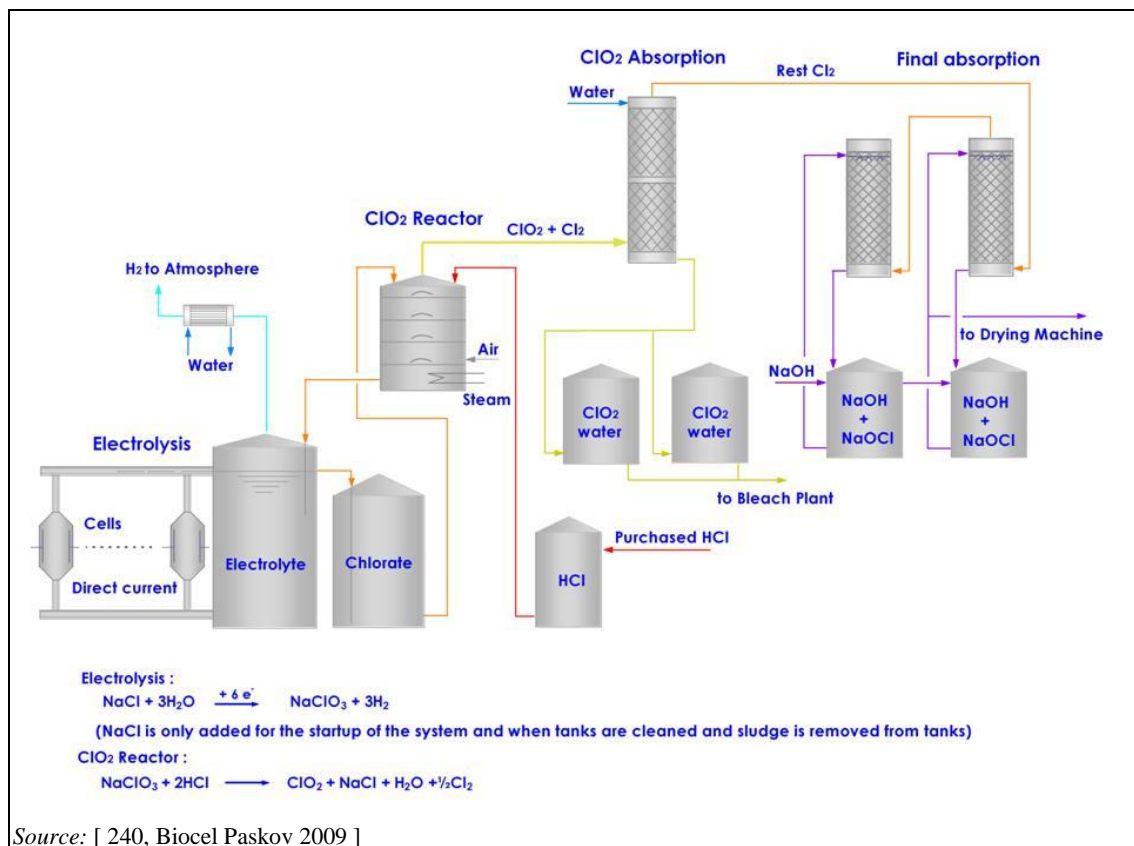 ClO₂ Absorption
Final absorption
Rest Cl₂
Water
ClO₂ Reactor
ClO₂ + Cl₂
H₂ to Atmosphere
Water
Air
Steam
to Drying Machine
NaOH
NaOH
+
NaOCl
NaOH
+
NaOCl
ClO₂
water
ClO₂
water
to Bleach Plant
Electrolysis
Cells
Direct current
Electrolyte
Chlorate
HCl
Purchased HCl
Electrolysis :
NaCl + 3H₂O + 6 e⁻ NaClO₃ + 3H₂
(NaCl is only added for the startup of the system and when tanks are cleaned and sludge is removed from tanks)
ClO₂ Reactor :
NaClO₃ + 2HCl ⟶ ClO₂ + NaCl + H₂O +½Cl₂
Source: [ 240, Biocel Paskov 2009 ]